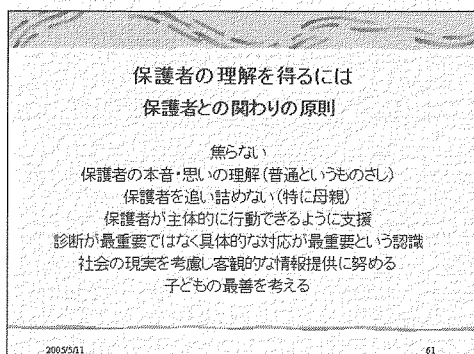 保護者の理解を得るには
保護者との関わりの原則
焦らない
保護者の本音・思いの理解(普通というものさし)
保護者を追い詰めない(特に母親)
保護者が主体的に行動できるように支援
診断が最重要ではなく具体的な対応が最重要という認識
社会の現実を考慮し客観的な情報提供に努める
子どもの最善を考える
2005/5/11 61